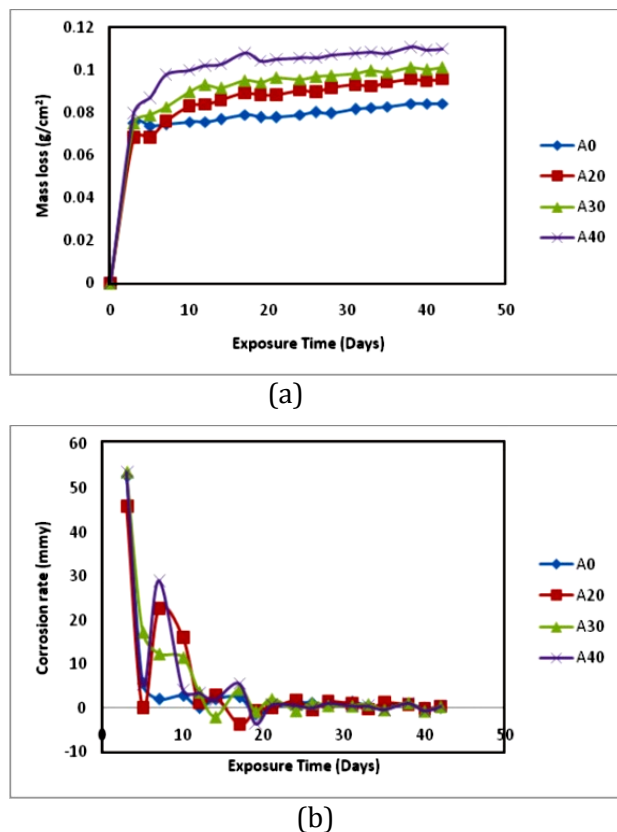 0.12
0.1
0.08
0.06
0.04
0.02
0
Mass loss (g/cm²)
0 10 20 30 40 50
Exposure Time (Days)
A0
A20
A30
A40
(a)
60
50
40
30
20
10
0
-10
Corrosion rate (mmy)
0 10 20 30 40 50
Exposure Time (Days)
A0
A20
A30
A40
(b)